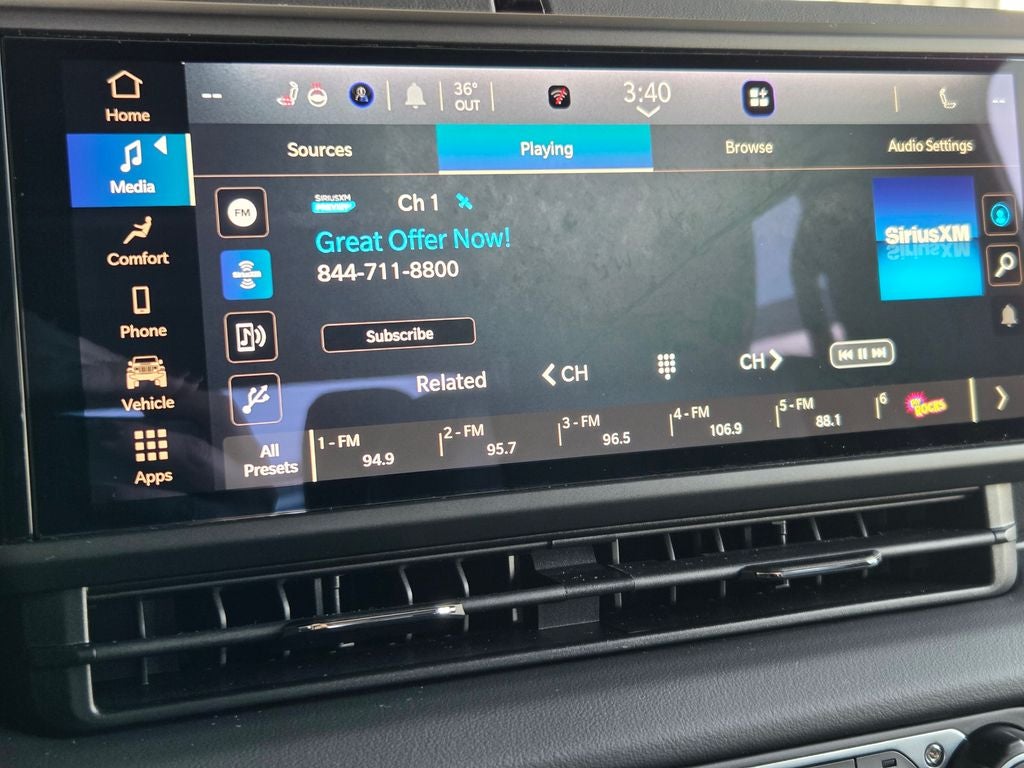 Home
Media
Comfort
Phone
Vehicle
Apps
--
36°
OUT
3:40
--
Sources
Playing
Browse
Audio Settings
FM
SIRIUSXM
PREVIEW
Ch 1
Great Offer Now!
844-711-8800
SiriusXM
SiriusXM
Subscribe
Related
CH
CH
All
Presets
1 - FM
94.9
2 - FM
95.7
3 - FM
96.5
4 - FM
106.9
5 - FM
88.1
6
ROCKS